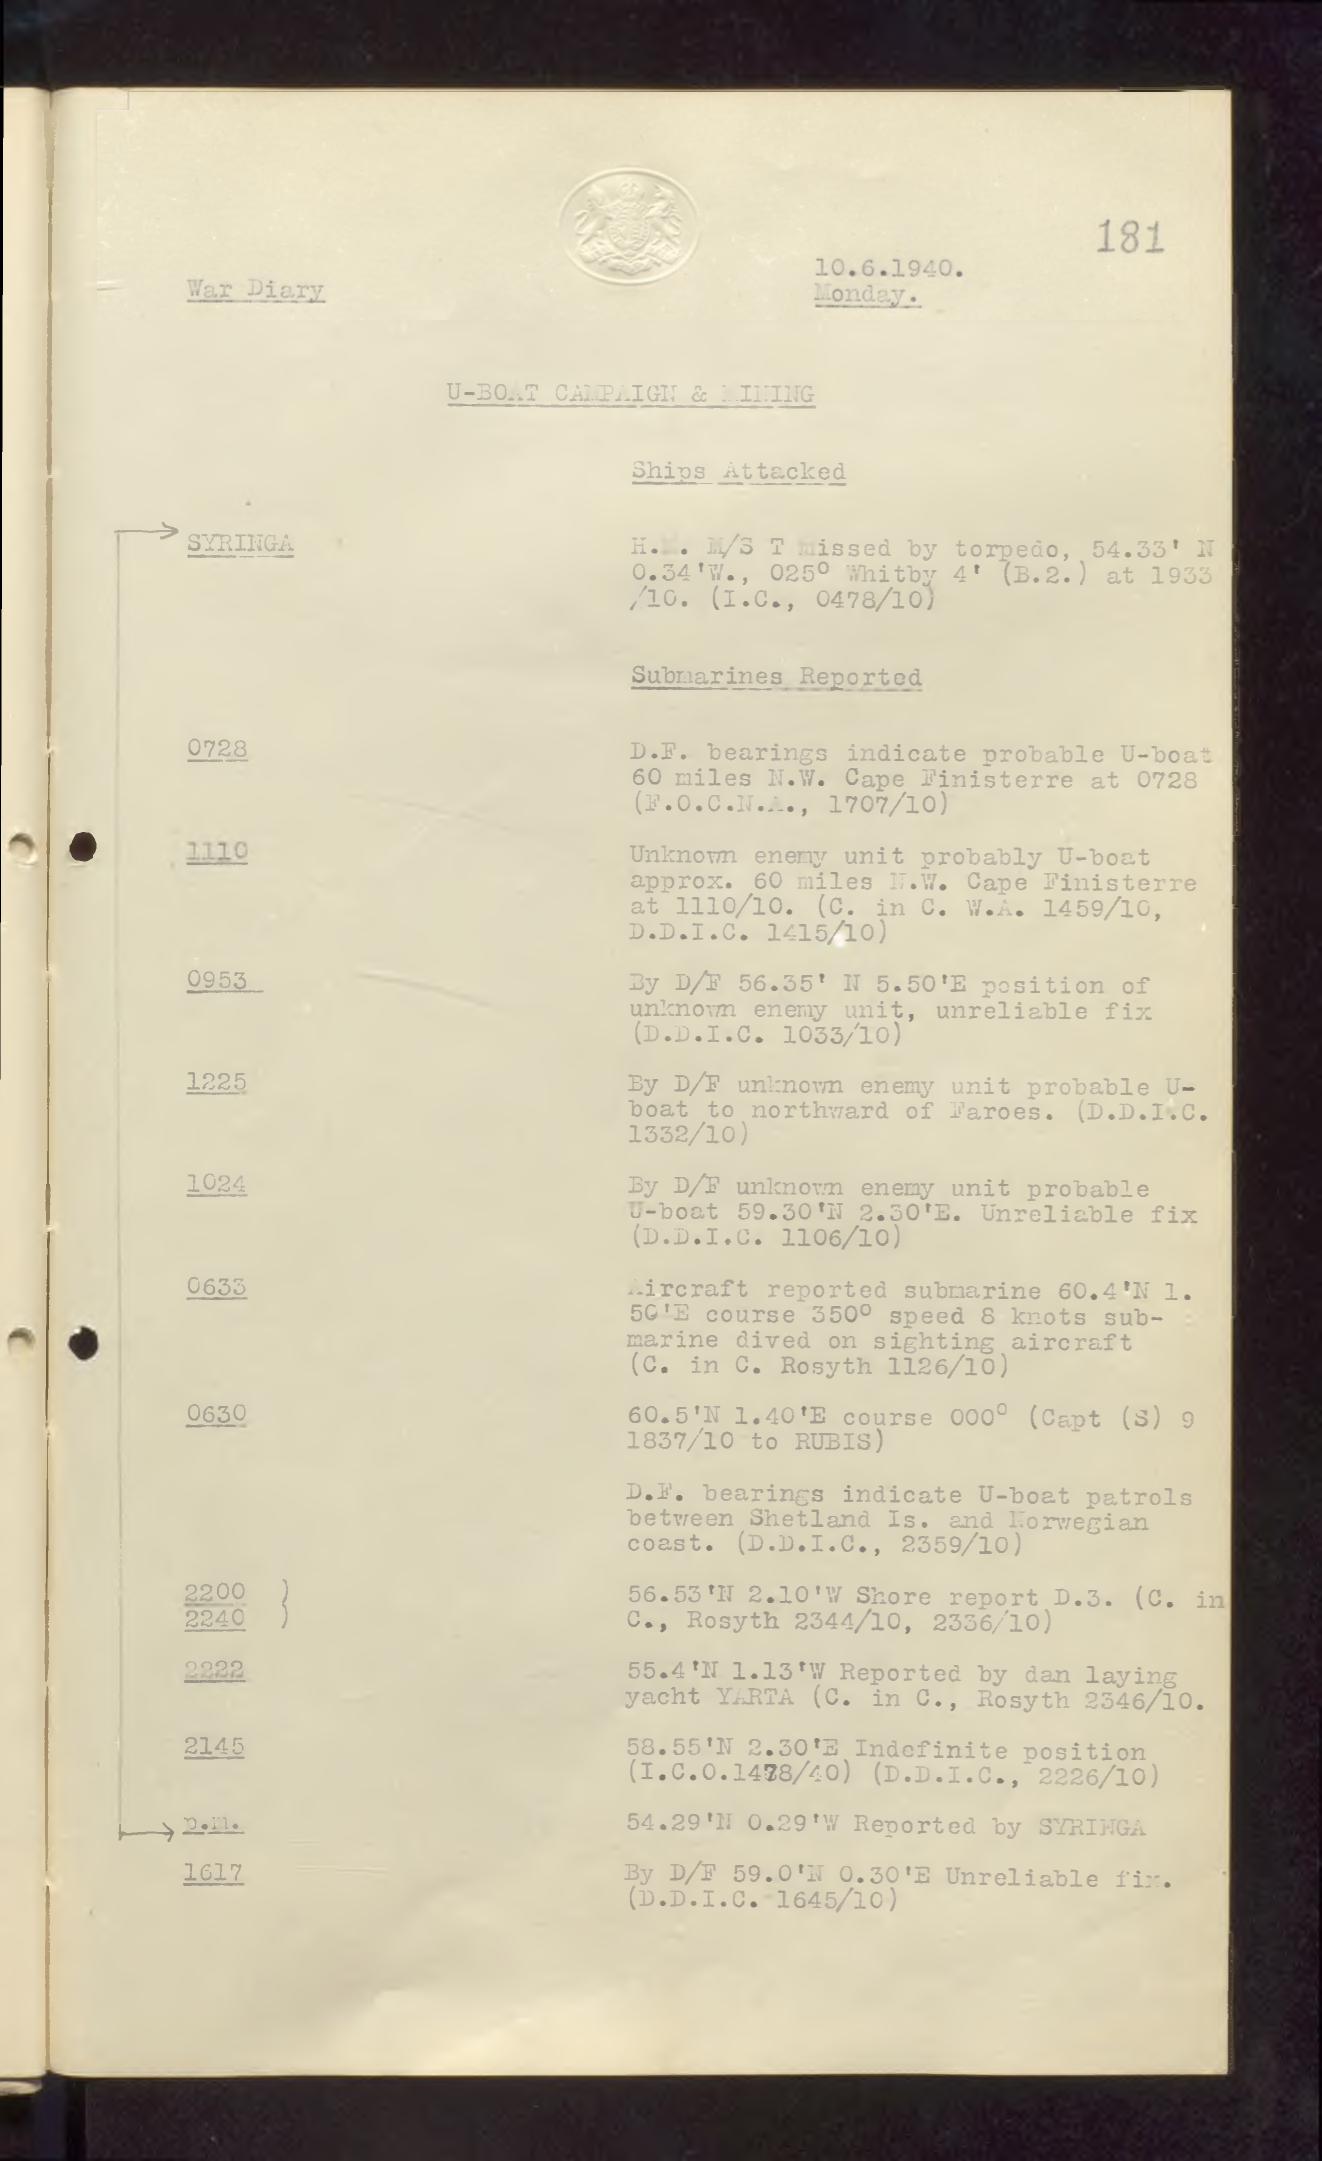 181
10.6.1940.
War Diary
Monday.
U-BOAT CAMPAIGN & MINING
Ships Attacked
SYRINGA
H.M. M/S T missed by torpedo, 54.33' N
0.34'W., 025° Whitby 4' (B.2.) at 1933
/10. (I.C., 0478/10)
Submarines Reported
0728
D.F. bearings indicate probable U-boat
60 miles N.W. Cape Finisterre at 0728
(F.O.C.N.A., 1707/10)
1110
Unknown enemy unit probably U-boat
approx. 60 miles N.W. Cape Finisterre
at 1110/10. (C. in C. W.A. 1459/10,
D.D.I.C. 1415/10)
0953
By D/F 56.35' N 5.50'E position of
unknown enemy unit, unreliable fix
(D.D.I.C. 1033/10)
1225
By D/F unknown enemy unit probable U-
boat to northward of Faroes. (D.D.I.C.
1332/10)
1024
By D/F unknown enemy unit probable
U-boat 59.30'N 2.30'E. Unreliable fix
(D.D.I.C. 1106/10)
0633
Aircraft reported submarine 60.4'N 1.
50'E course 350° speed 8 knots sub-
marine dived on sighting aircraft
(C. in C. Rosyth 1126/10)
0630
60.5'N 1.40'E course 000° (Capt (S) 9
1837/10 to RUBIS)
D.F. bearings indicate U-boat patrols
between Shetland Is. and Norwegian
coast. (D.D.I.C., 2359/10)
2200
2240
56.53'N 2.10'W Shore report D.3. (C. in
C., Rosyth 2344/10, 2336/10)
2222
55.4'N 1.13'W Reported by dan laying
yacht YARTA (C. in C., Rosyth 2346/10.
2145
58.55'N 2.30'E Indefinite position
(I.C.O.1478/40) (D.D.I.C., 2226/10)
p.m.
54.29'N 0.29'W Reported by SYRINGA
1617
By D/F 59.0'N 0.30'E Unreliable fix.
(D.D.I.C. 1645/10)